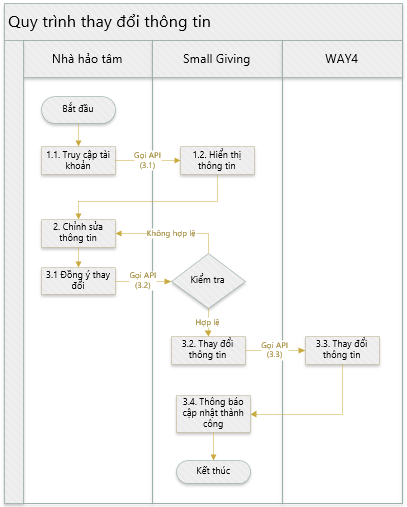 Quy trình thay đổi thông tin
Nhà hảo tâm
Small Giving
WAY4
Bắt đầu
1.1. Truy cập tài
khoản
Gọi API
(3.1)
1.2. Hiển thị
thông tin
2. Chỉnh sửa
thông tin
Không hợp lệ
3.1 Đồng ý thay
đổi
Gọi API
(3.2)
Kiểm tra
Hợp lệ
3.2. Thay đổi
thông tin
Gọi API
(3.3)
3.3. Thay đổi
thông tin
3.4. Thông báo
cập nhật thành
công
Kết thúc